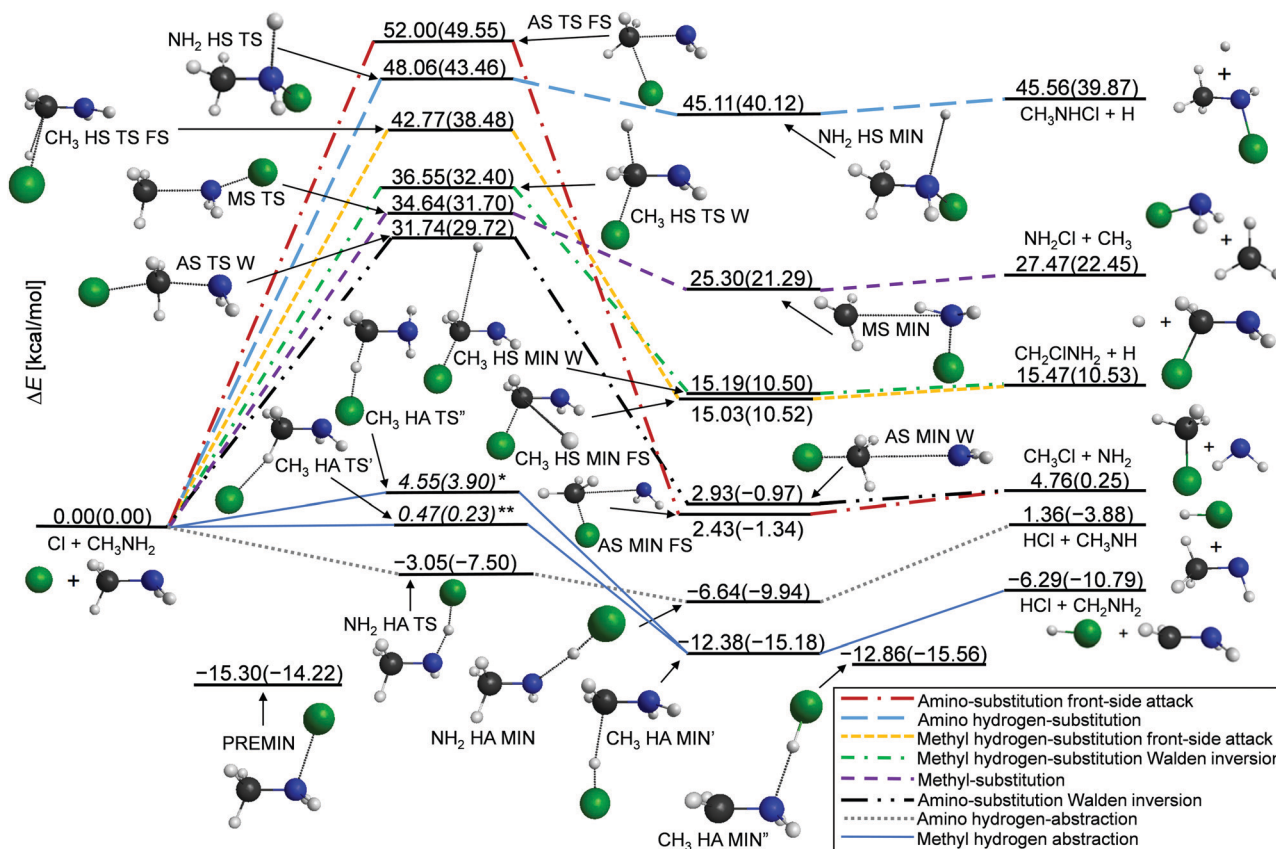 52.00(49.55)
AS TS FS
NH₂ HS TS
48.06(43.46)
45.11(40.12)
45.56(39.87)
CH₃NHCl + H
+
CH₃ HS TS FS
42.77(38.48)
NH₂ HS MIN
MS TS
36.55(32.40)
CH₃ HS TS W
34.64(31.70)
AS TS W
31.74(29.72)
25.30(21.29)
NH₂Cl + CH₃
27.47(22.45)
+
MS MIN
ΔE [kcal/mol]
CH₃ HS MIN W
15.19(10.50)
15.03(10.52)
CH₂ClNH₂ + H
15.47(10.53)
+
CH₃ HA TS”
CH₃ HA TS’
CH₃ HS MIN FS
AS MIN W
CH₃Cl + NH₂
4.76(0.25)
+
4.55(3.90)*
0.47(0.23)**
2.93(−0.97)
2.43(−1.34)
AS MIN FS
0.00(0.00)
Cl + CH₃NH₂
+
1.36(−3.88)
HCl + CH₃NH
+
−3.05(−7.50)
NH₂ HA TS
−6.64(−9.94)
NH₂ HA MIN
−6.29(−10.79)
HCl + CH₂NH₂
+
−12.38(−15.18)
CH₃ HA MIN’
−12.86(−15.56)
CH₃ HA MIN”
−15.30(−14.22)
PREMIN
Amino-substitution front-side attack
Amino hydrogen-substitution
Methyl hydrogen-substitution front-side attack
Methyl hydrogen-substitution Walden inversion
Methyl-substitution
Amino-substitution Walden inversion
Amino hydrogen-abstraction
Methyl hydrogen abstraction